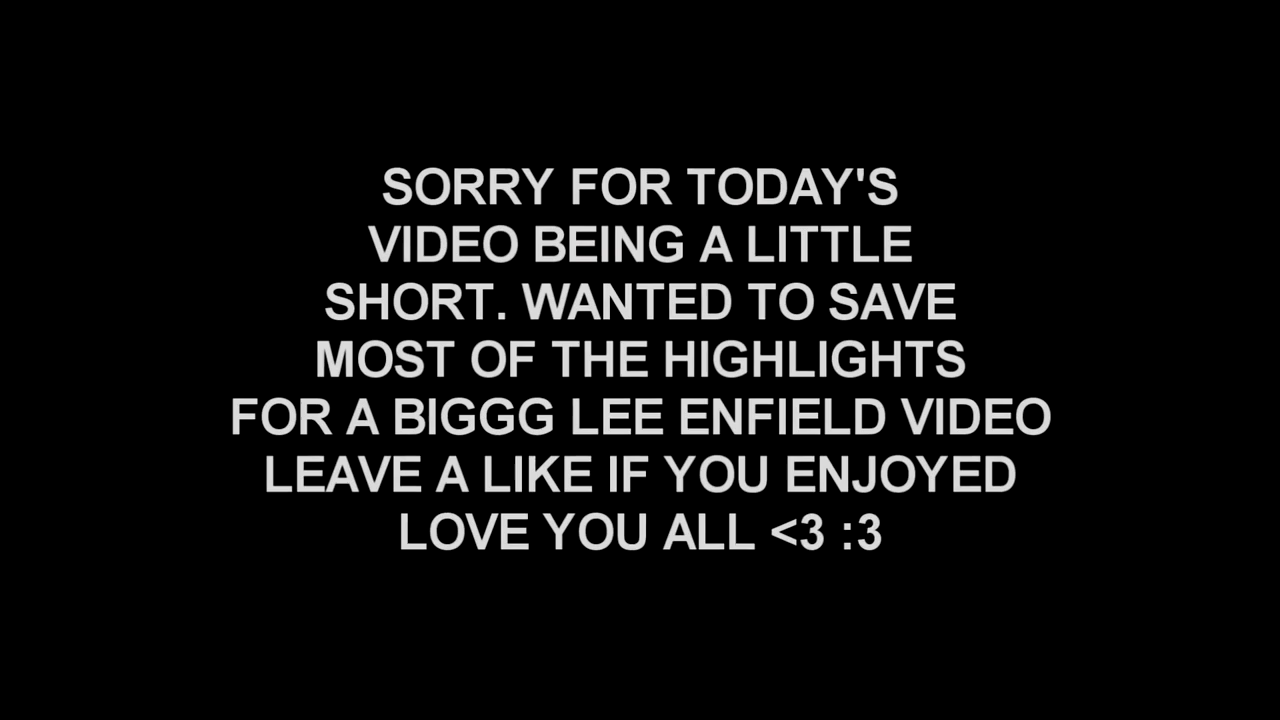 SORRY FOR TODAY'S
VIDEO BEING A LITTLE
SHORT. WANTED TO SAVE
MOST OF THE HIGHLIGHTS
FOR A BIGGG LEE ENFIELD VIDEO
LEAVE A LIKE IF YOU ENJOYED
LOVE YOU ALL <3 :3